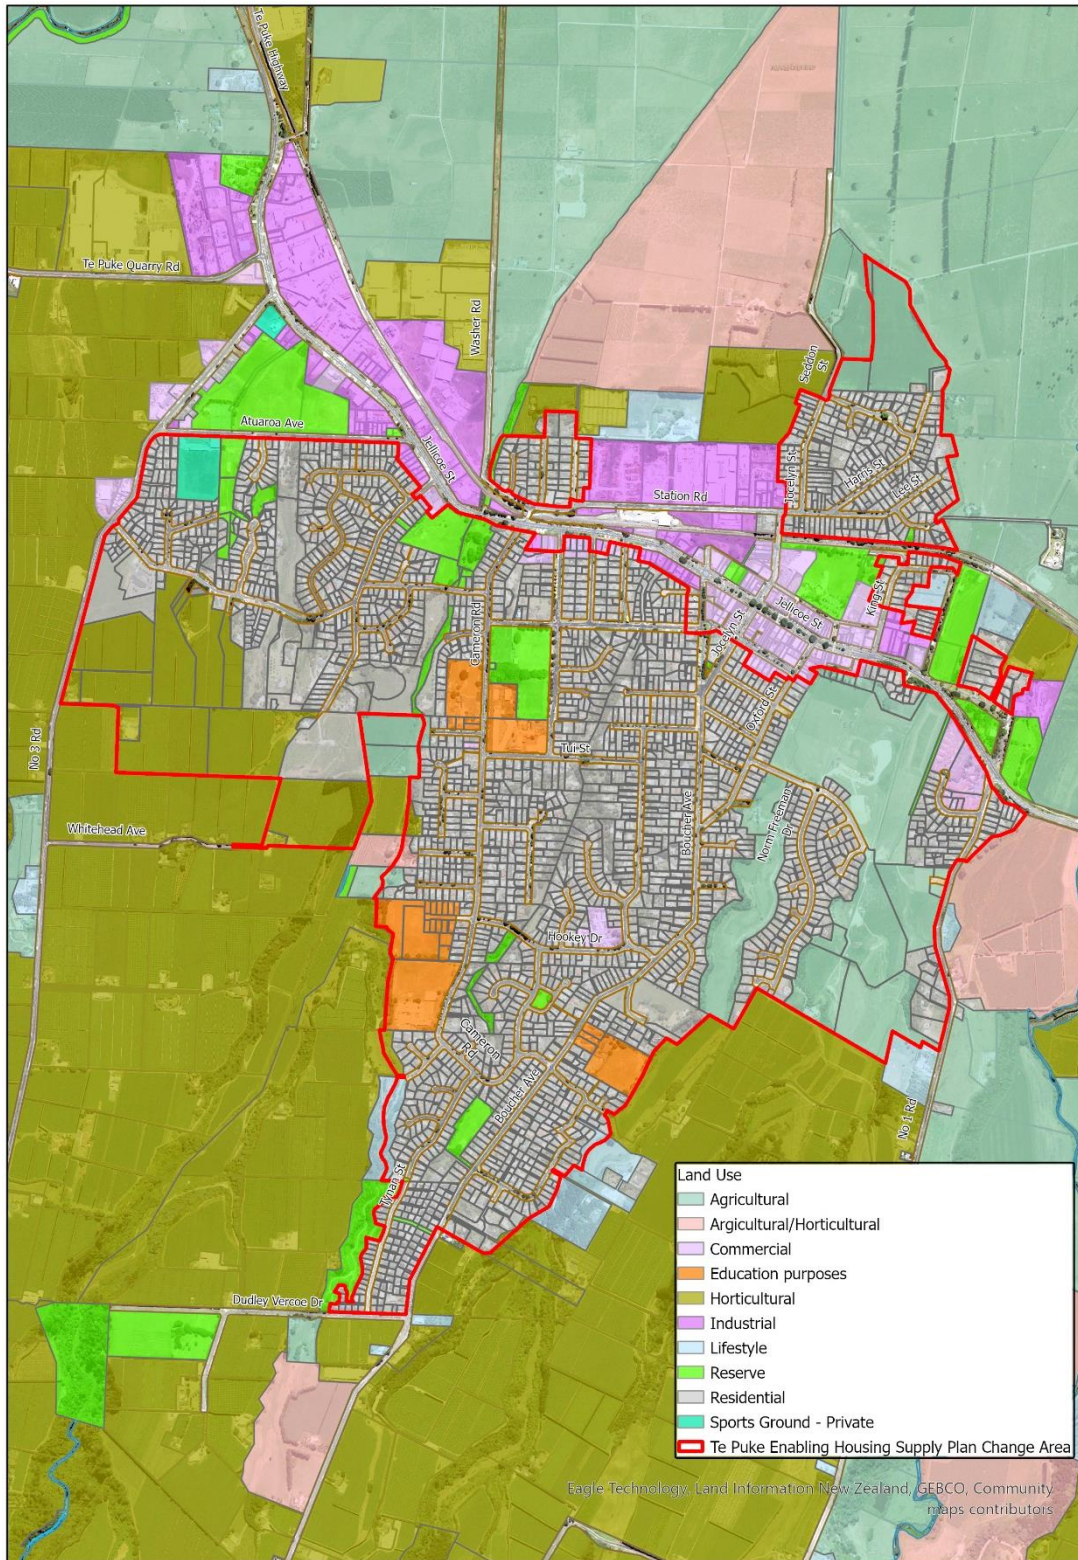 Te Puke Highway
Te Puke Quarry Rd
Washer Rd
Seddon
St
Atuaroa Ave
Jellicoe St
Station Rd
Jocelyn St
Harris St
Lee St
King St
Jellicoe St
Jocelyn St
Cameron Rd
Oxford St
No 3 Rd
Tui St
Whitehead Ave
Boucher Ave
Norm Freeman
Dr
Hookey Dr
Cameron
Rd
Boucher Ave
No 1 Rd
Tynan St
Dudley Vercoe Dr
Land Use
Agricultural
Argicultural/Horticultural
Commercial
Education purposes
Horticultural
Industrial
Lifestyle
Reserve
Residential
Sports Ground - Private
Te Puke Enabling Housing Supply Plan Change Area
Eagle Technology, Land Information New Zealand, GEBCO, Community
maps contributors